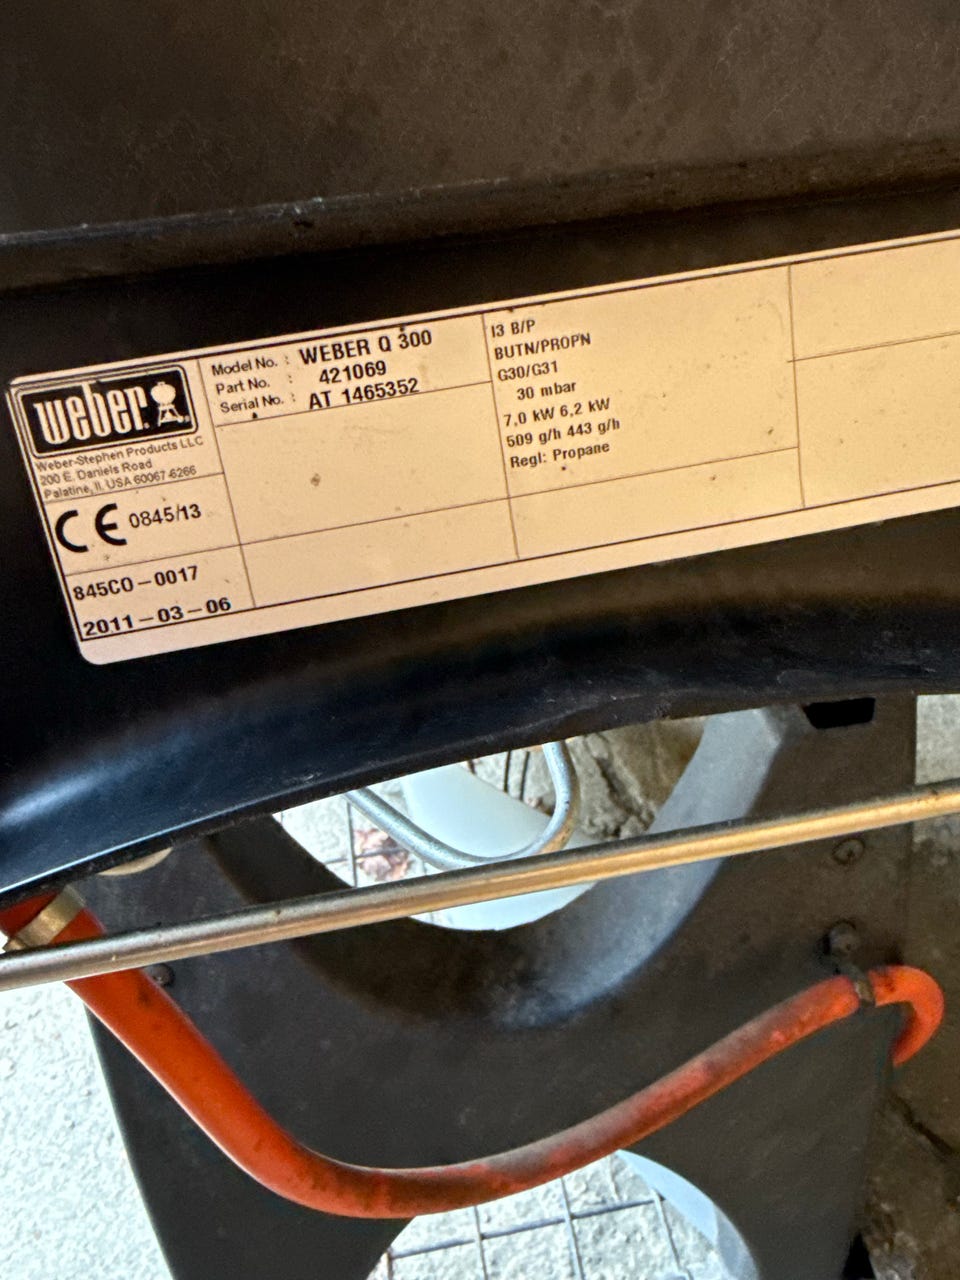 weber.
Weber-Stephen Products LLC
200 E. Daniels Road
Palatine, IL USA 60067-6266
CE 0845/13
845CO-0017
2011-03-06
Model No. : WEBER Q 300
Part No. : 421069
Serial No. : AT 1465352
I3 B/P
BUTN/PROPN
G30/G31
30 mbar
7,0 kW 6,2 kW
509 g/h 443 g/h
Regl: Propane